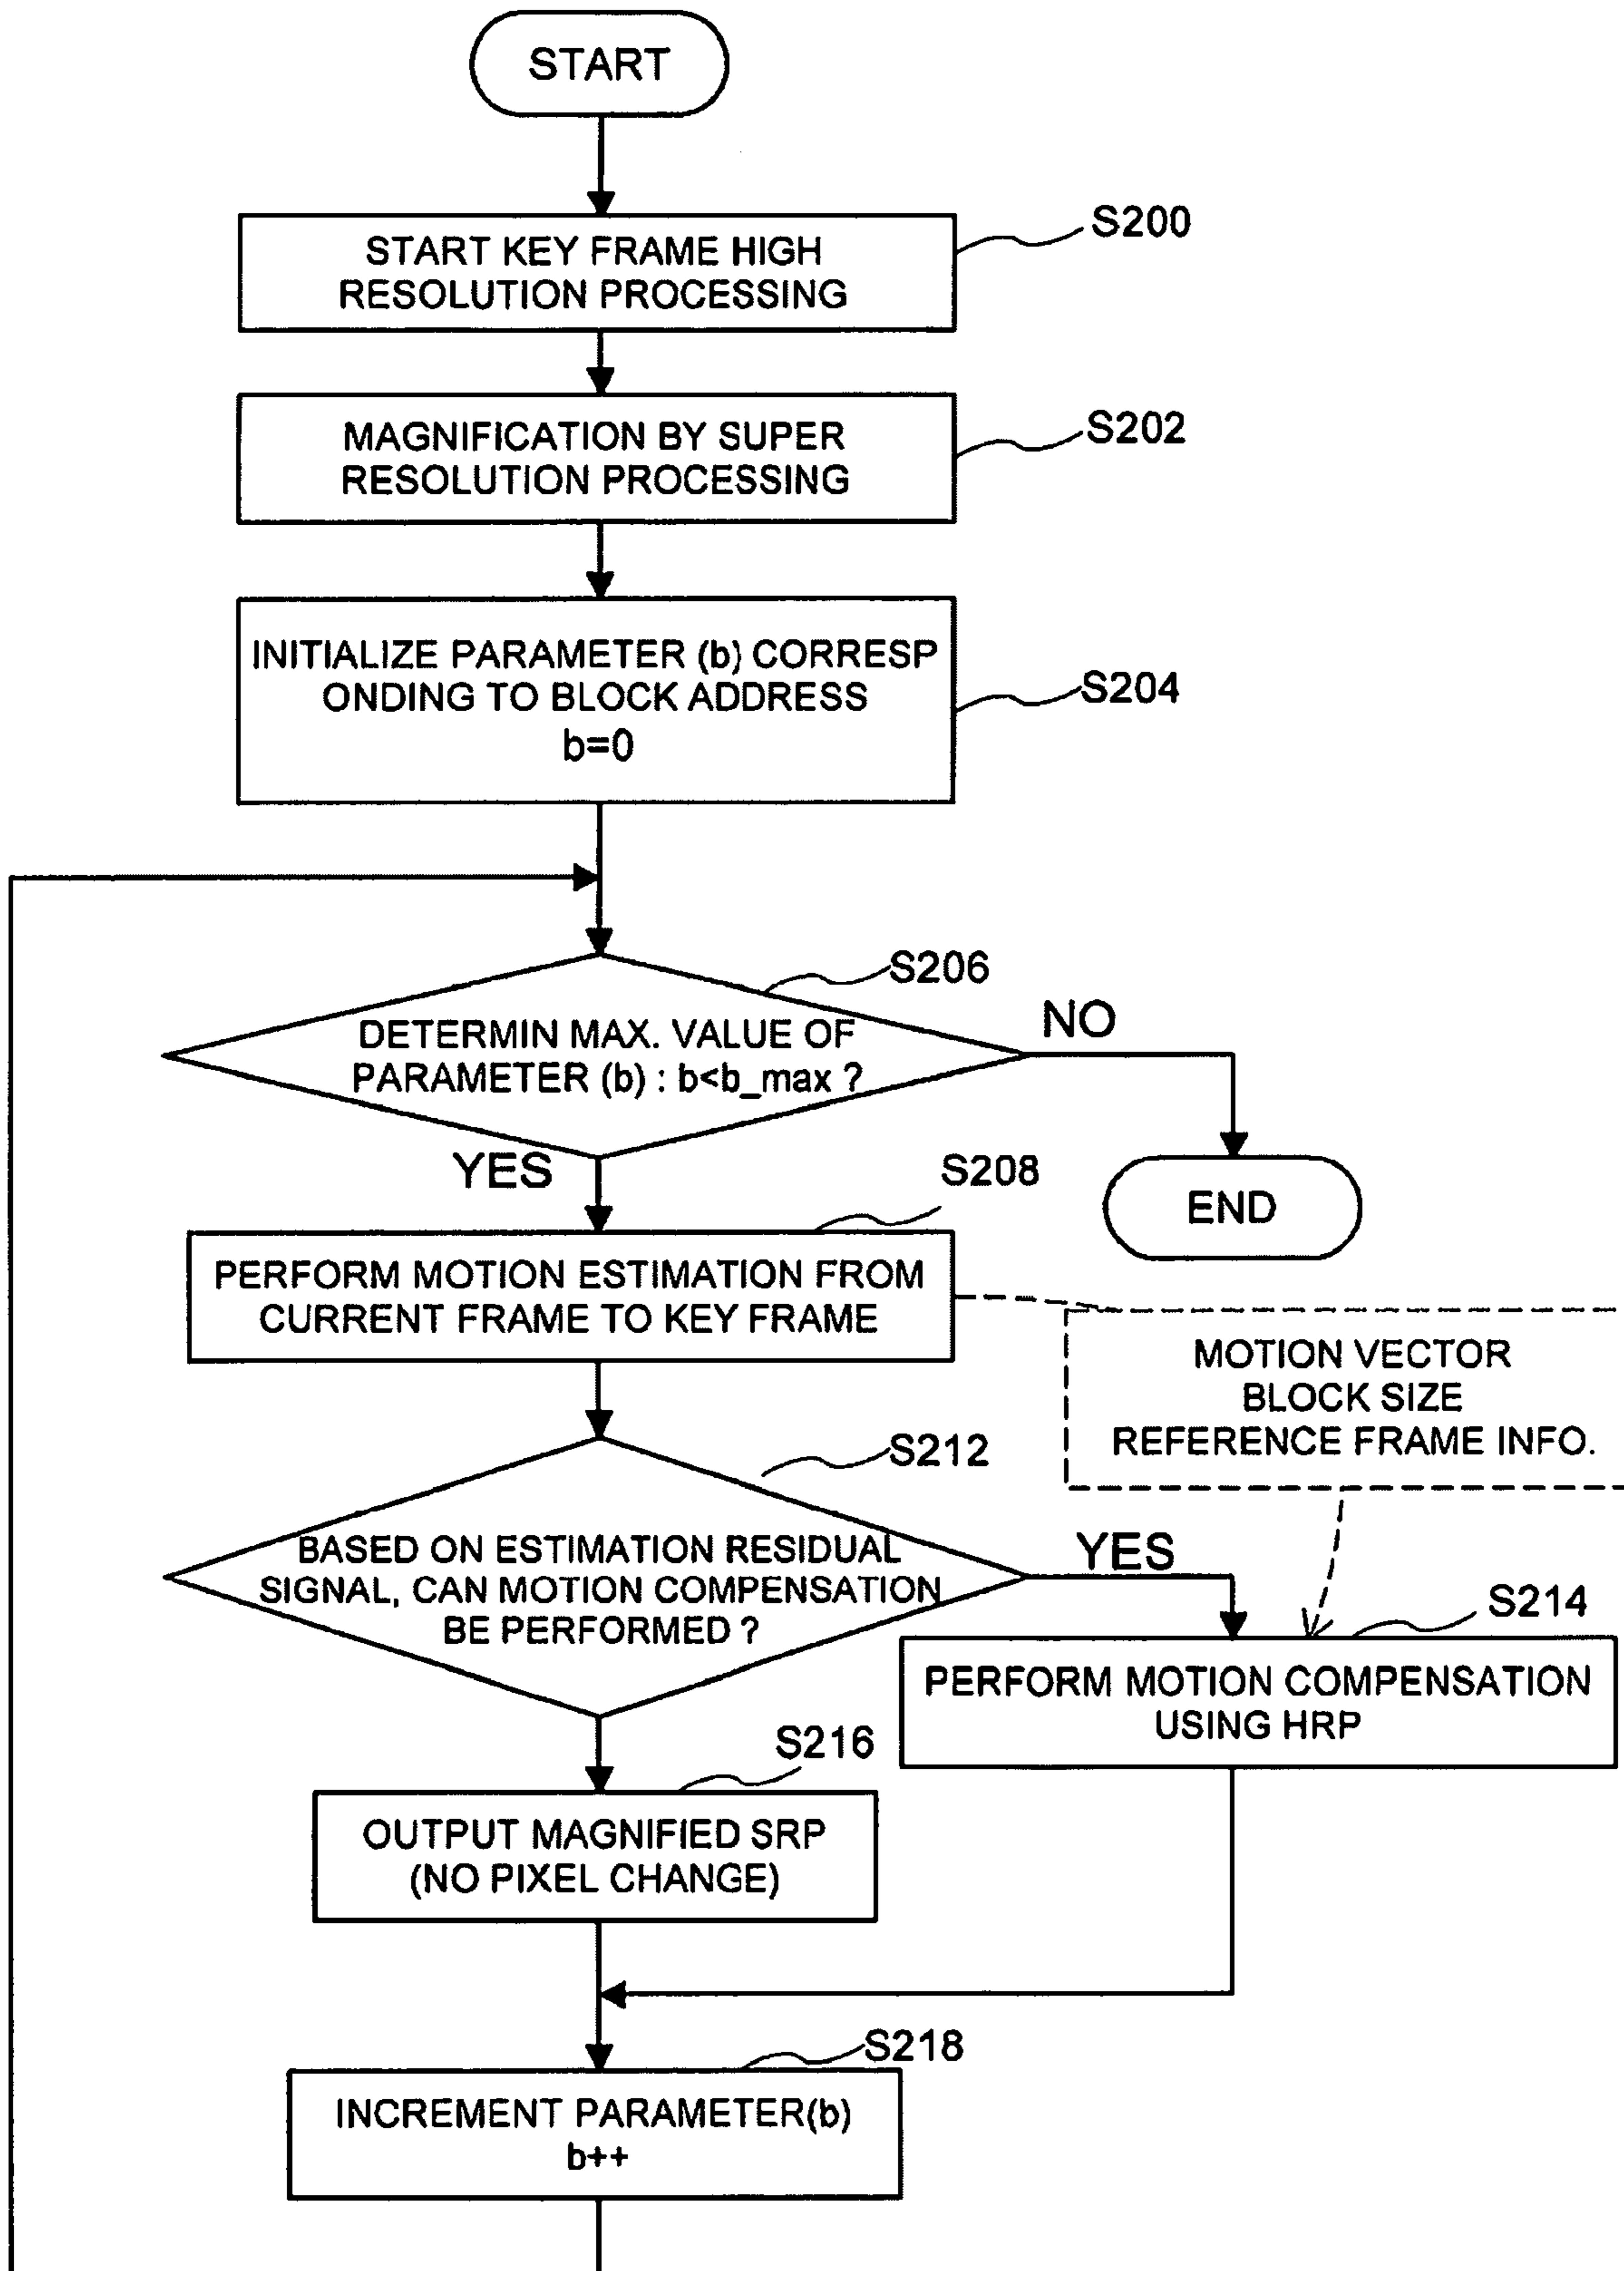 START
START KEY FRAME HIGH
RESOLUTION PROCESSING
S200
MAGNIFICATION BY SUPER
RESOLUTION PROCESSING
S202
INITIALIZE PARAMETER (b) CORRESP
ONDING TO BLOCK ADDRESS
b=0
S204
S206
DETERMIN MAX. VALUE OF
PARAMETER (b) : b<b_max ?
NO
YES
END
S208
PERFORM MOTION ESTIMATION FROM
CURRENT FRAME TO KEY FRAME
MOTION VECTOR
BLOCK SIZE
REFERENCE FRAME INFO.
S212
BASED ON ESTIMATION RESIDUAL
SIGNAL, CAN MOTION COMPENSATION
BE PERFORMED ?
YES
S214
PERFORM MOTION COMPENSATION
USING HRP
S216
OUTPUT MAGNIFIED SRP
(NO PIXEL CHANGE)
S218
INCREMENT PARAMETER(b)
b++